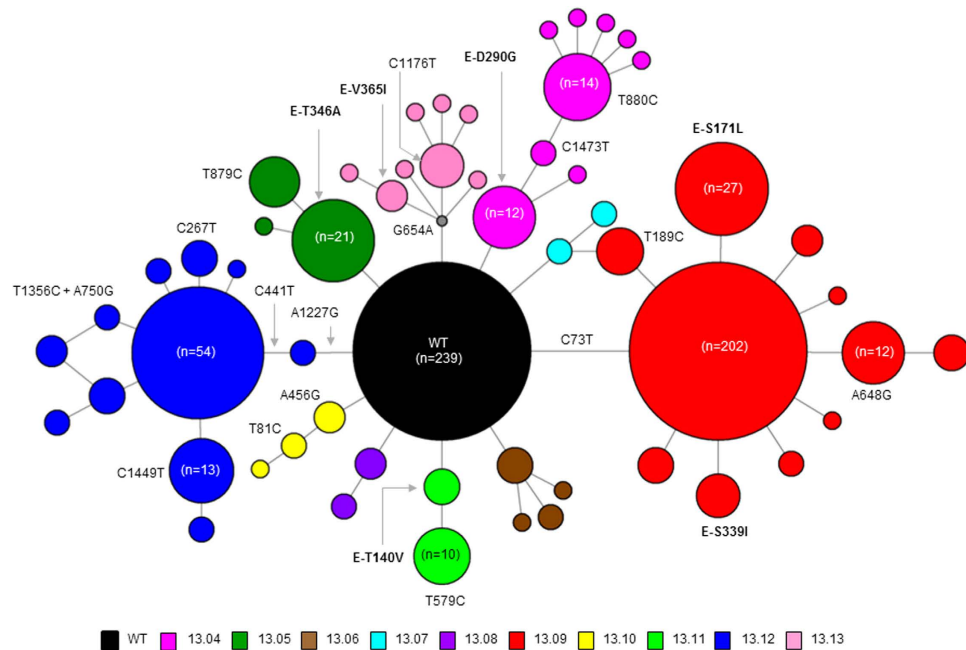 (n=14)
T880C
C1176T
E-D290G
E-V365I
E-T346A
E-S171L
C1473T
T879C
(n=27)
(n=12)
(n=21)
G654A
C267T
T189C
T1356C + A750G
C441T
A1227G
WT
(n=239)
C73T
(n=54)
(n=202)
(n=12)
A648G
A456G
T81C
C1449T
(n=13)
E-S339I
E-T140V
(n=10)
T579C
WT 13.04 13.05 13.06 13.07 13.08 13.09 13.10 13.11 13.12 13.13